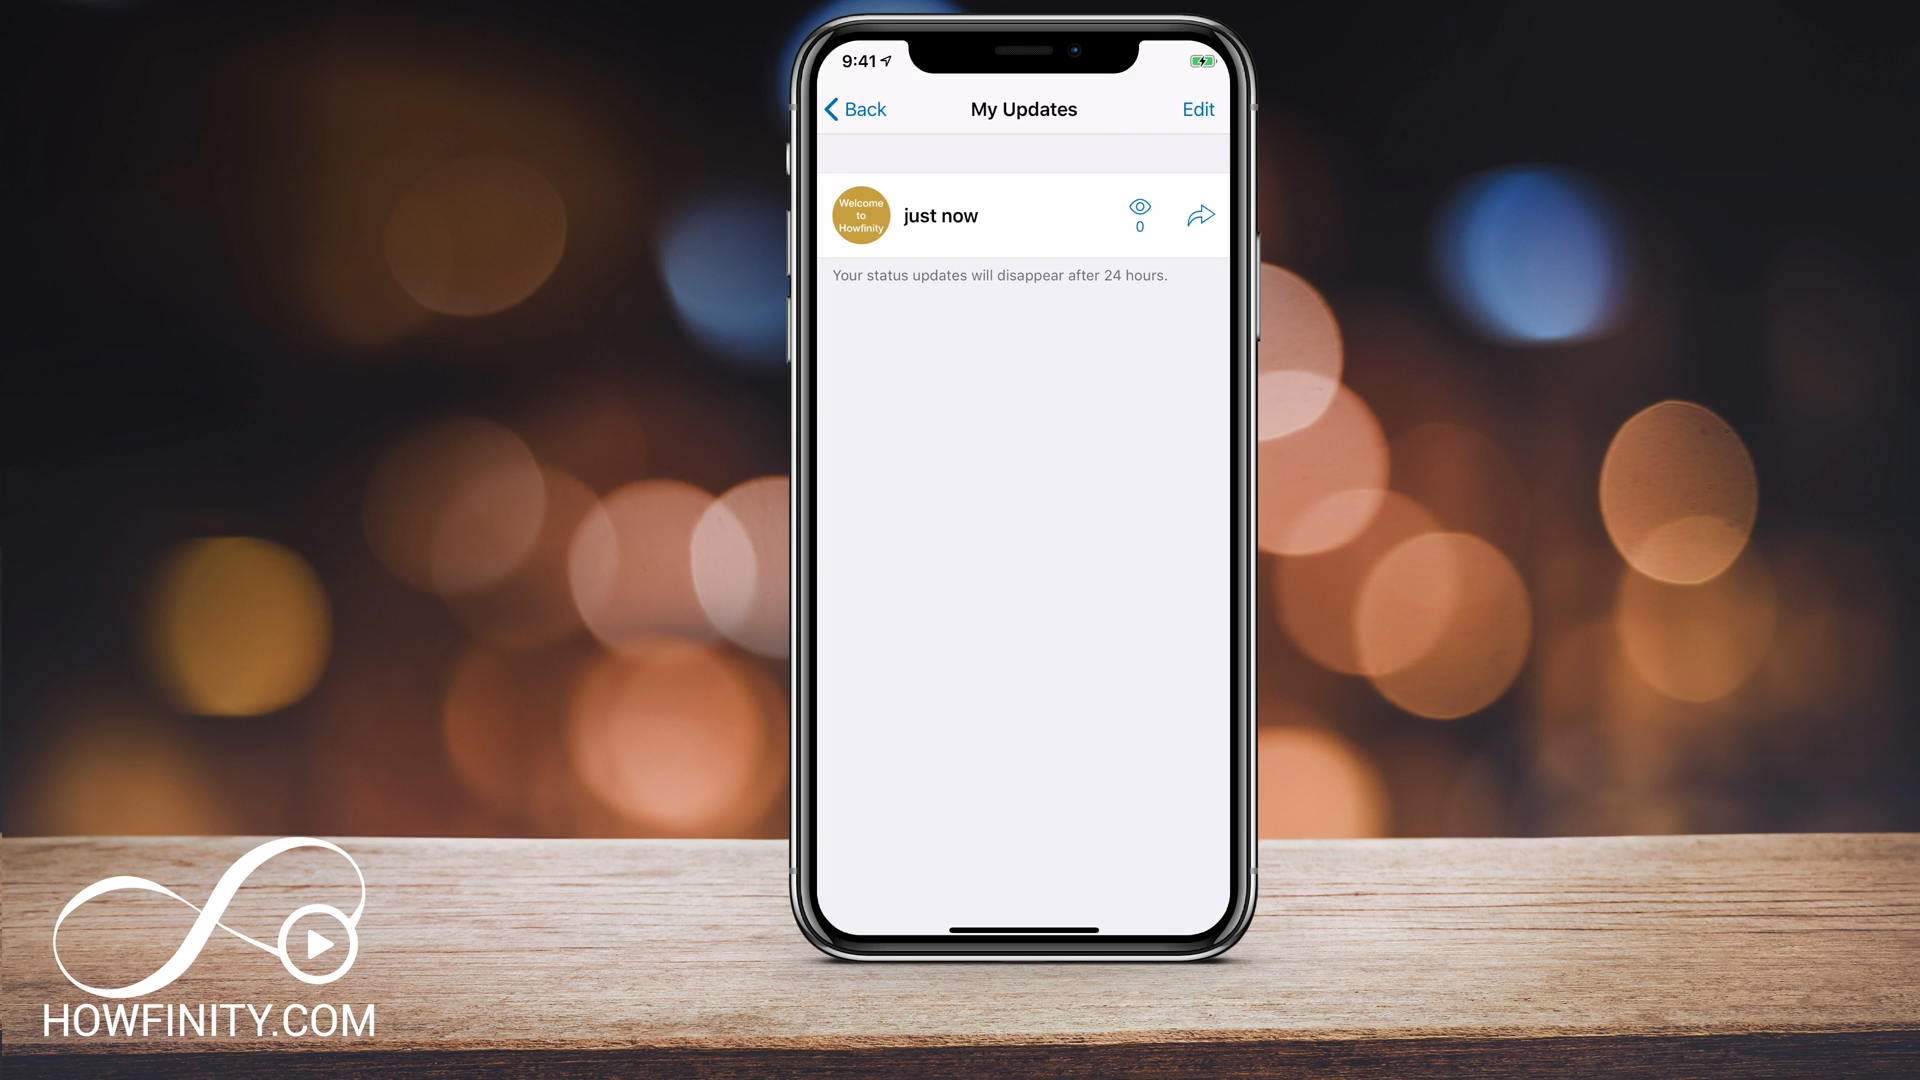 9:41
Back
My Updates
Edit
Welcome
to
Howfinity
just now
0
Your status updates will disappear after 24 hours.
HOWFINITY.COM